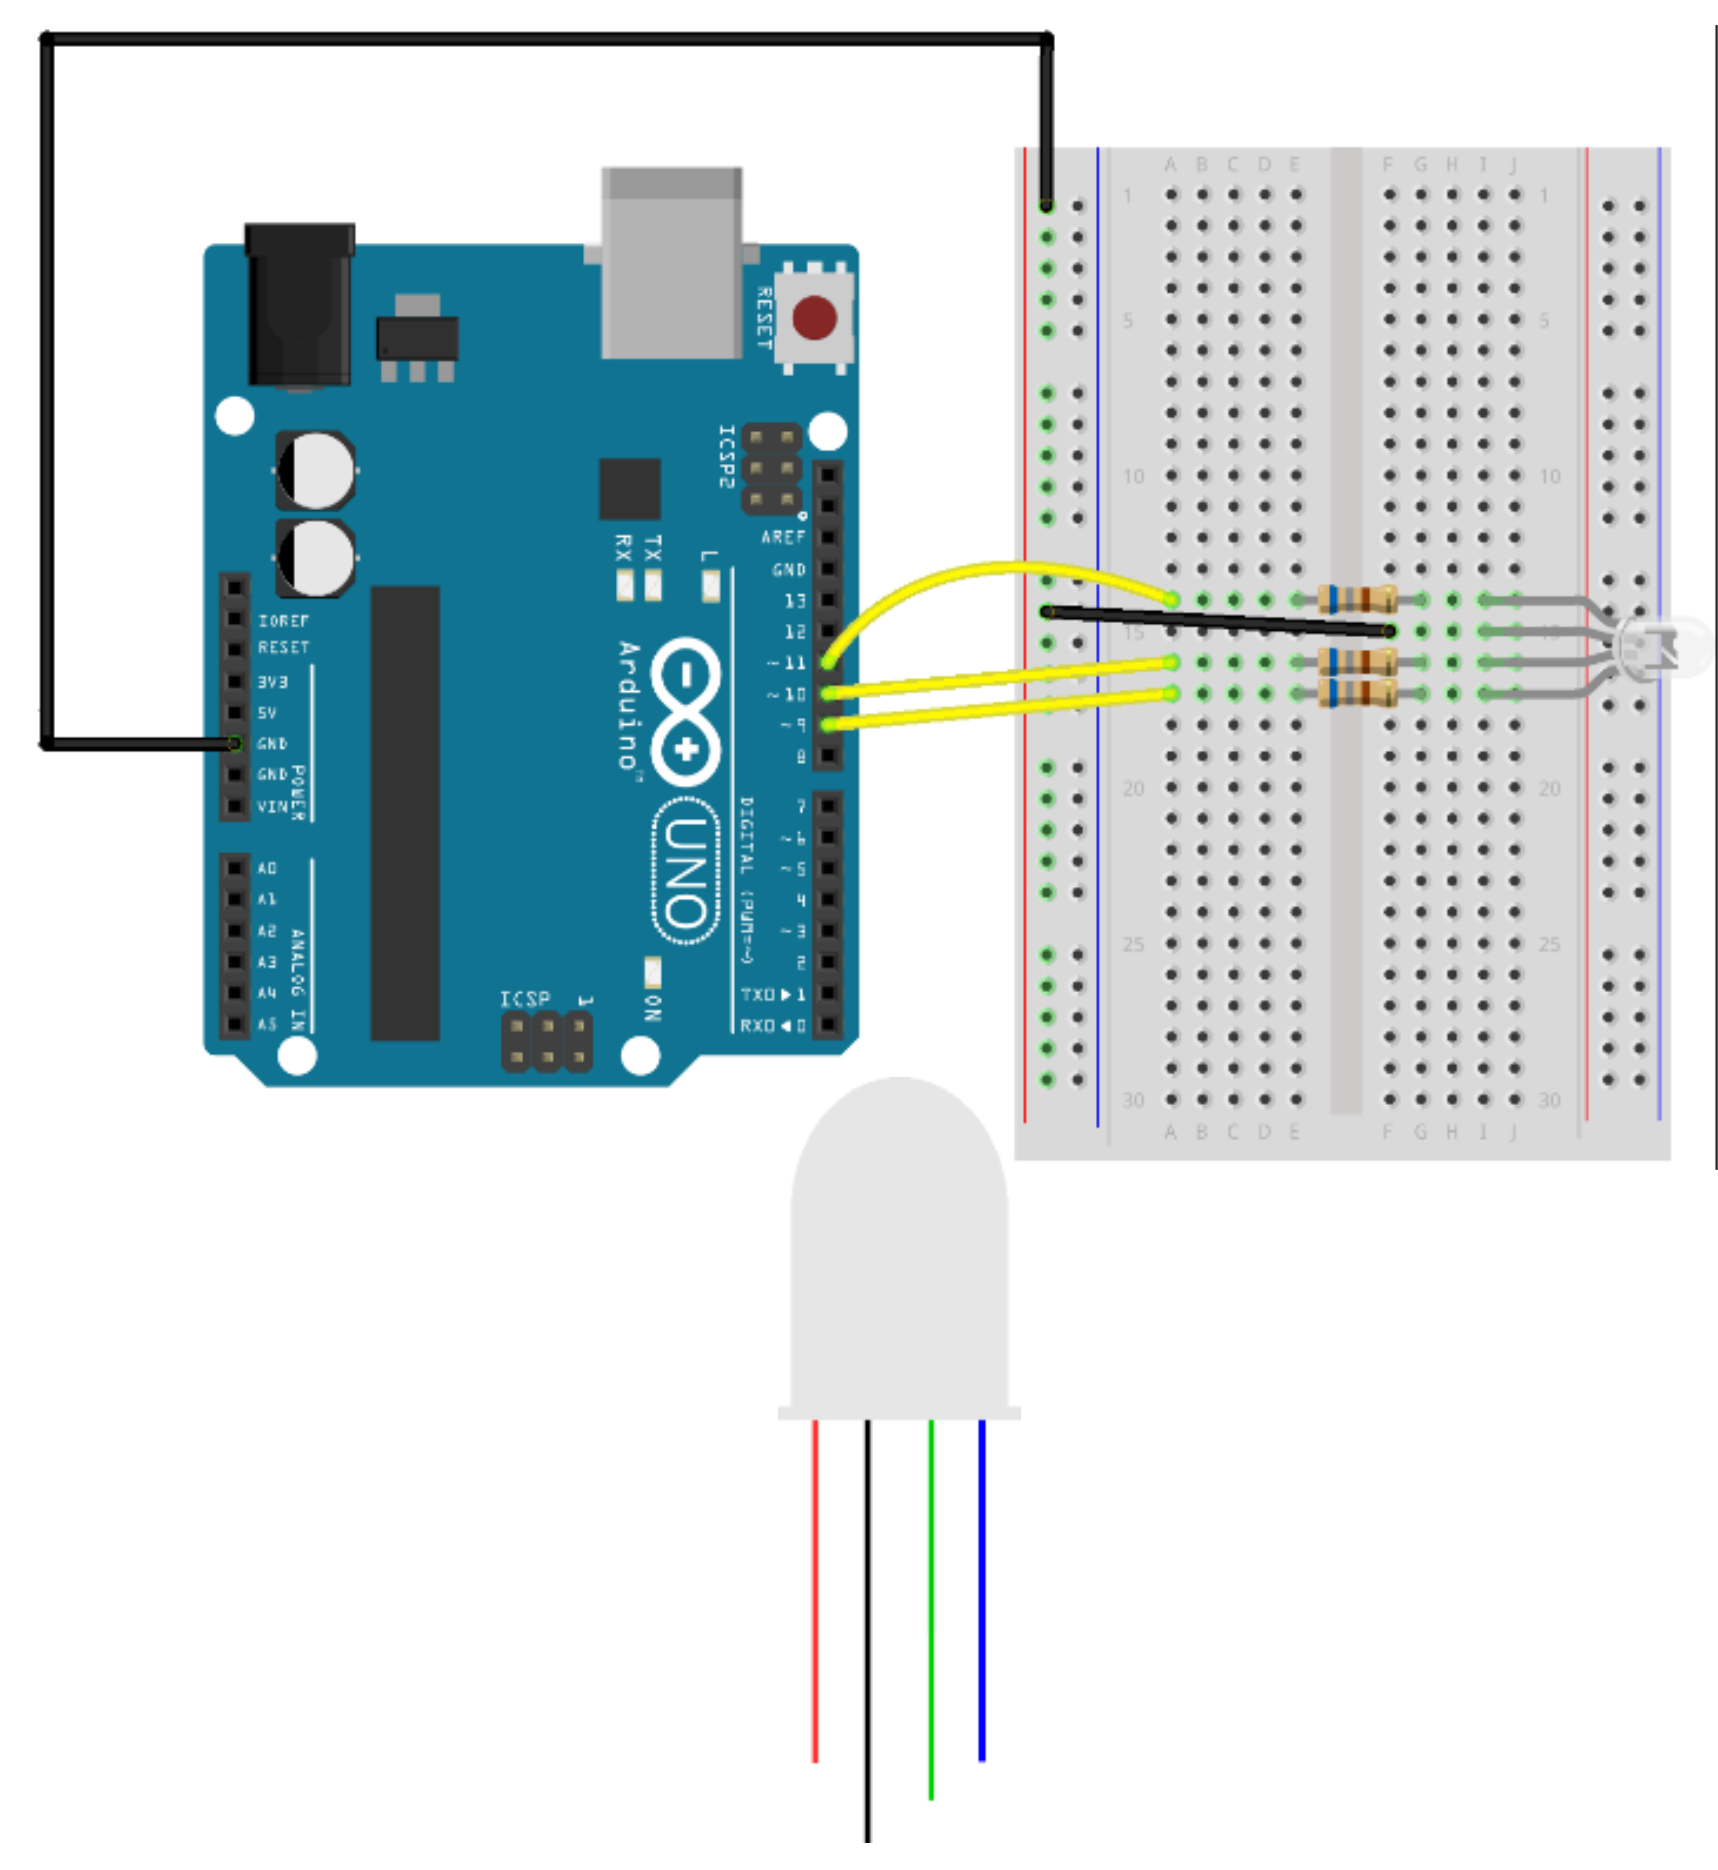 RESET
ICSP2
AREF
GND
13
12
~11
~10
~9
8
7
~6
~5
4
~3
2
TX0▶1
RX0◀0
RX
TX
L
Arduino™
UNO
DIGITAL (PWM=~)
ON
ICSP
1
IOREF
RESET
3V3
5V
GND
GND
VIN
POWER
A0
A1
A2
A3
A4
A5
ANALOG IN
A B C D E F G H I J
1 1
5 5
10 10
15 15
20 20
25 25
30 30
A B C D E F G H I J